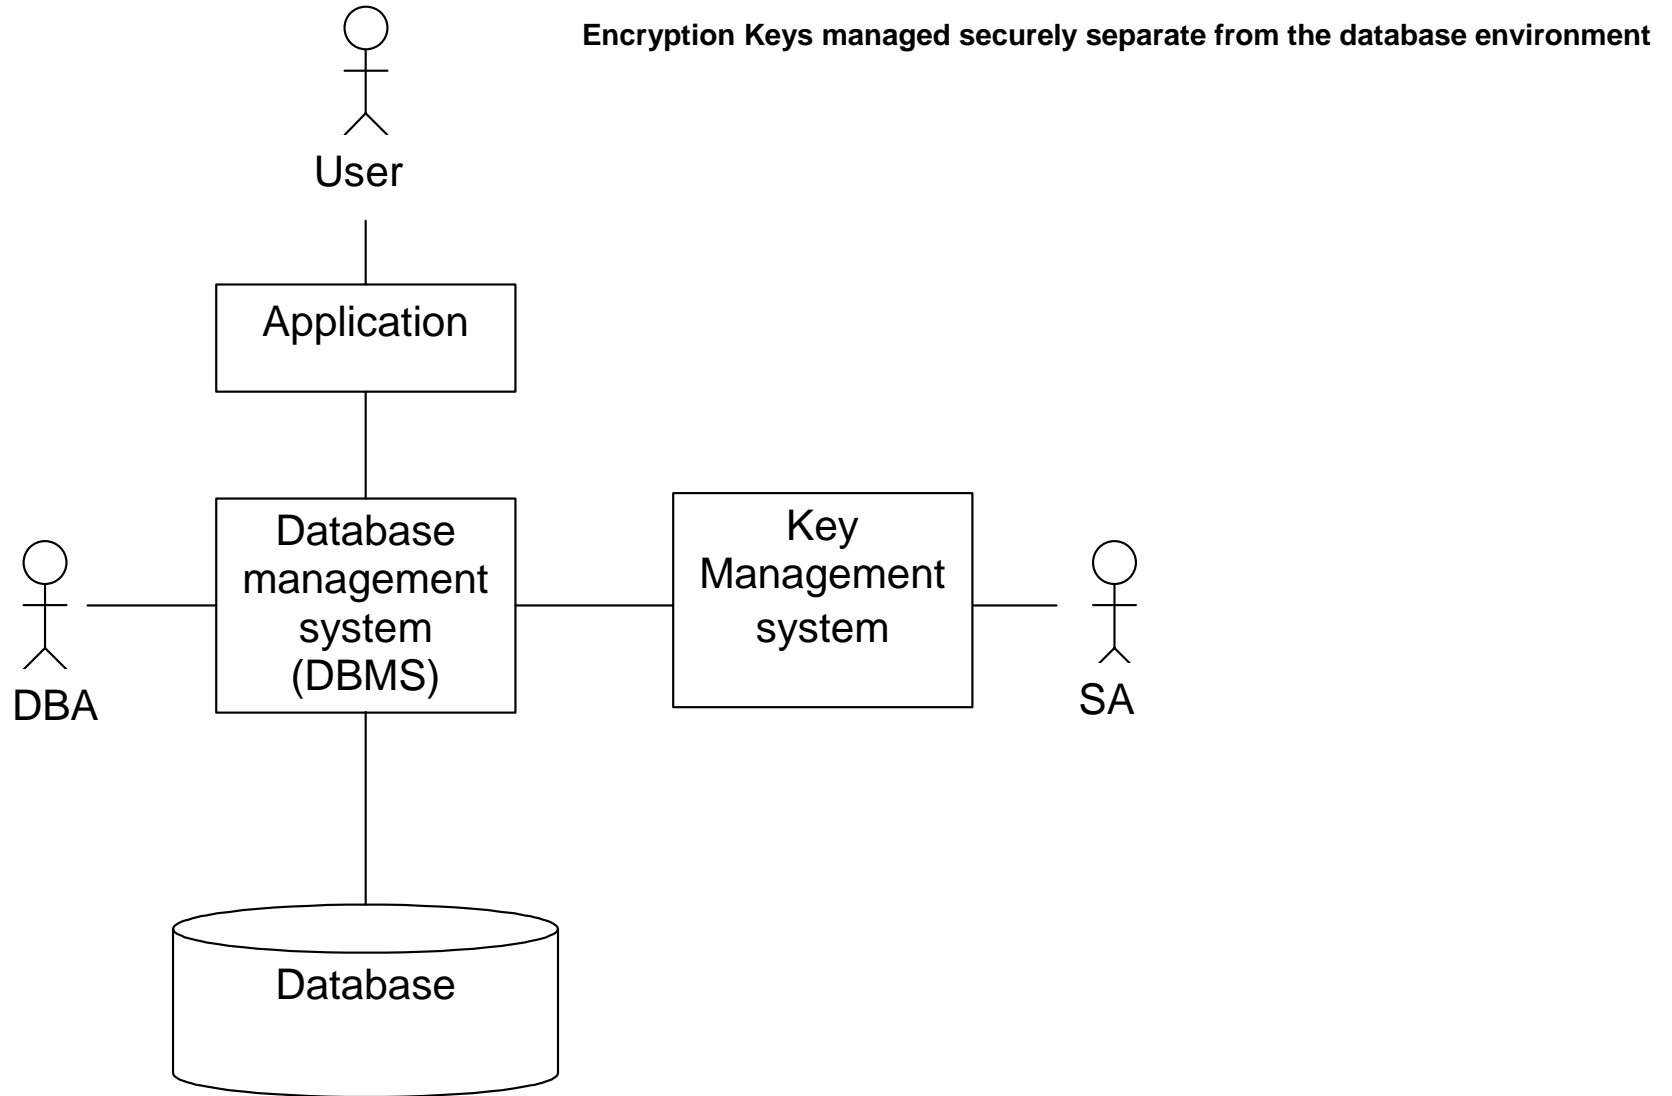 Encryption Keys managed securely separate from the database environment
User
Application
Database
management
system
(DBMS)
Key
Management
system
DBA
SA
Database